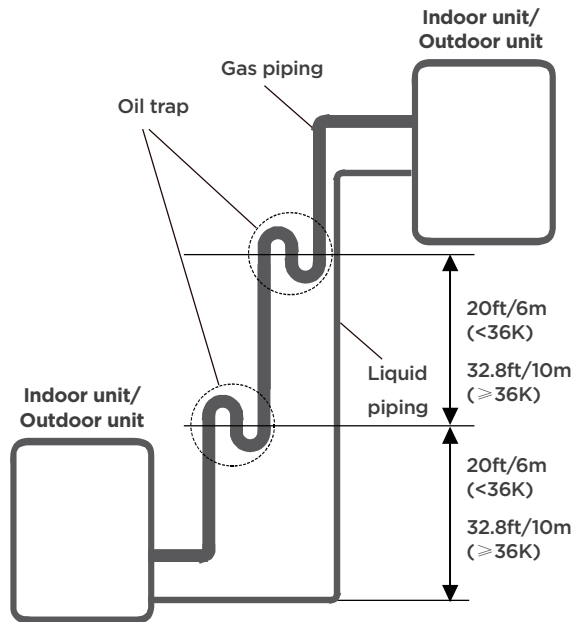 Indoor unit/
Outdoor unit
Gas piping
Oil trap
20ft/6m
(<36K)
32.8ft/10m
(≥36K)
Liquid
piping
Indoor unit/
Outdoor unit
20ft/6m
(<36K)
32.8ft/10m
(≥36K)